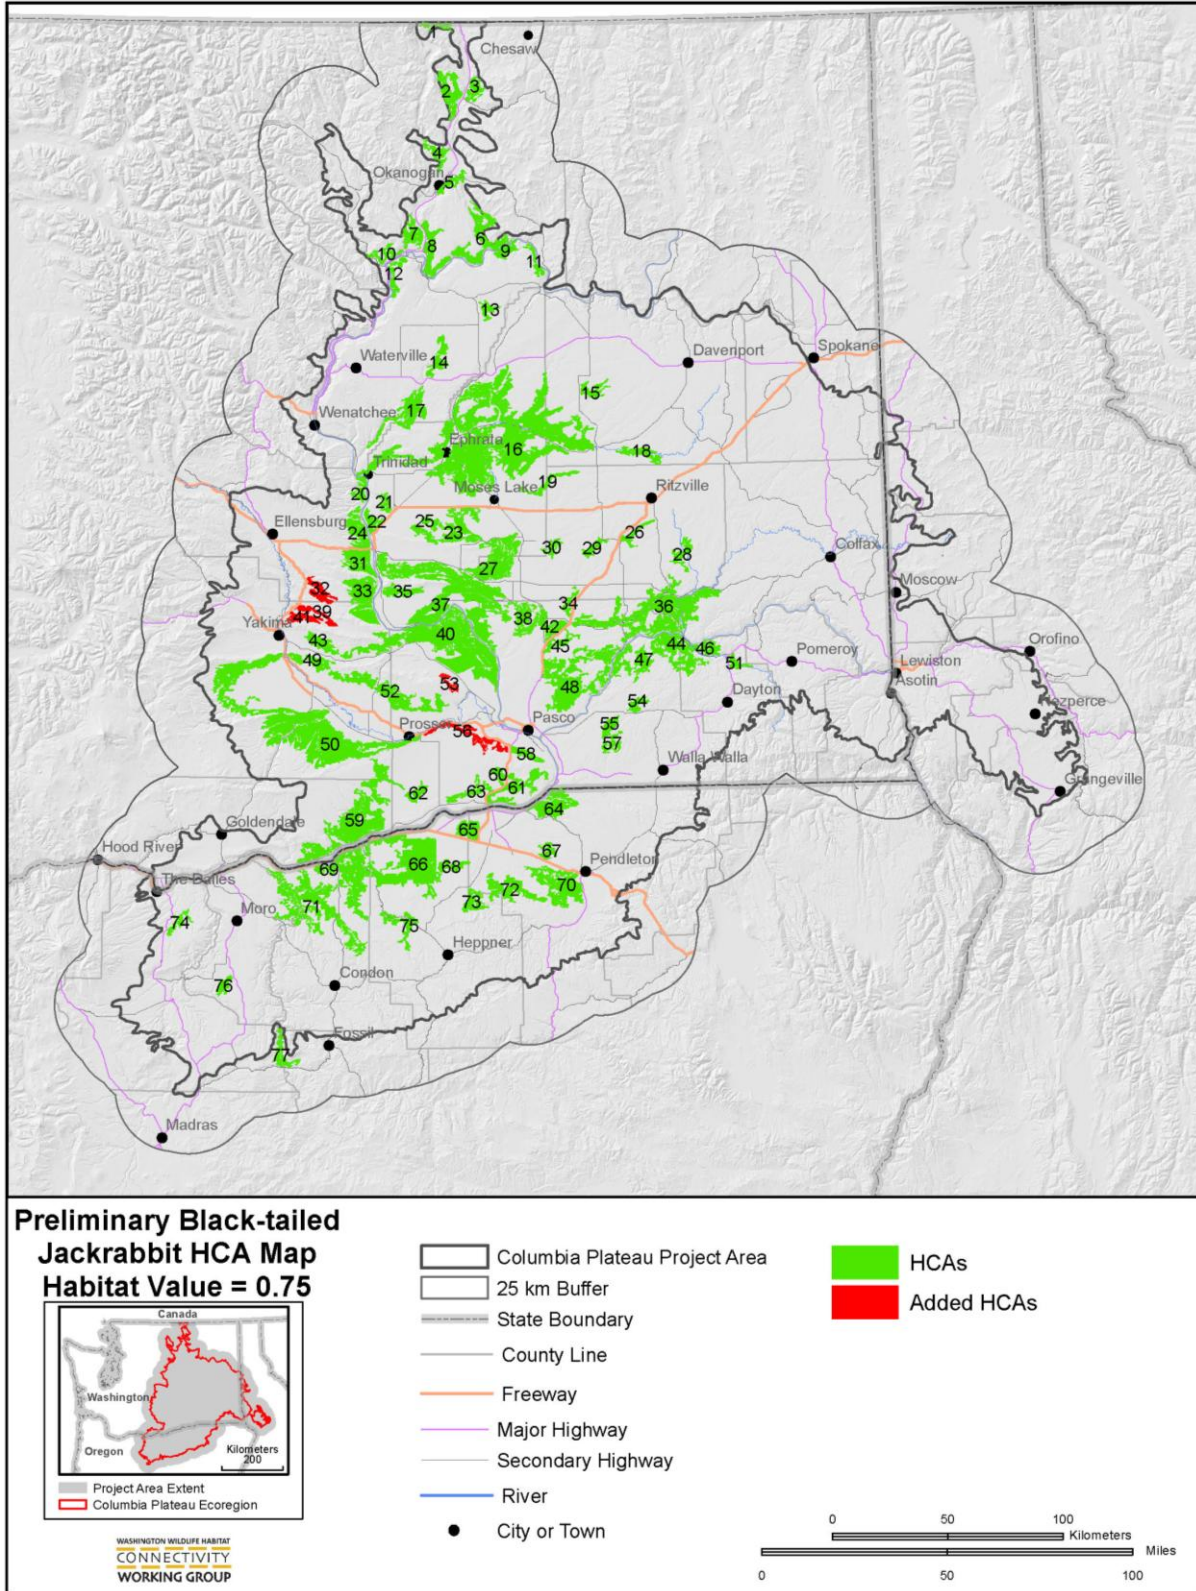 1
Chesaw
2
3
4
Okanogan
5
7
8
6
9
10
11
12
13
Waterville
14
Davenport
Spokane
15
17
Wenatchee
Ephrata
16
18
Trinidad
19
20
21
Moses Lake
Ritzville
22
25
23
26
Ellensburg
24
30
29
28
Colfax
31
27
32
33
35
34
Moscow
37
36
39
41
38
42
Yakima
40
43
45
44
46
Orofino
49
47
51
Pomeroy
Lewiston
Asotin
53
48
52
54
Dayton
Nezperce
Prosser
56
Pasco
55
50
57
58
Walla Walla
60
62
63
61
Grangeville
59
64
Goldendale
65
Hood River
67
69
66
68
Pendleton
The Dalles
70
72
71
73
74
Moro
75
Heppner
76
Condon
Fossil
77
Madras
Preliminary Black-tailed
Jackrabbit HCA Map
Habitat Value = 0.75
Canada
Washington
Oregon
Kilometers
200
Project Area Extent
Columbia Plateau Ecoregion
WASHINGTON WILDLIFE HABITAT
CONNECTIVITY
WORKING GROUP
Columbia Plateau Project Area
25 km Buffer
State Boundary
County Line
Freeway
Major Highway
Secondary Highway
River
City or Town
HCAs
Added HCAs
0 50 100
Kilometers
Miles
0 50 100